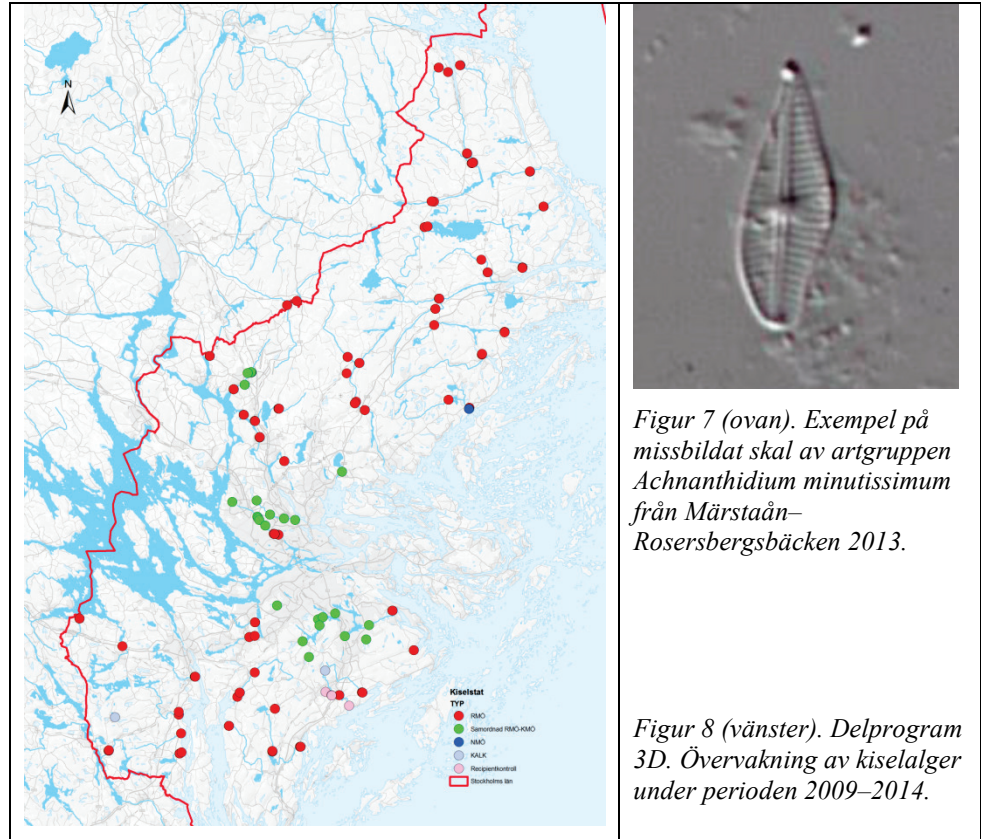 N
Kiselstat
TYP
RMÖ
Samordnad RMÖ-KMÖ
NMÖ
KALK
Recipientkontroll
Stockholms län
Figur 7 (ovan). Exempel på
missbildat skal av artgruppen
Achnanthidium minutissimum
från Märstaån–
Rosersbergsbäcken 2013.
Figur 8 (vänster). Delprogram
3D. Övervakning av kiselalger
under perioden 2009–2014.